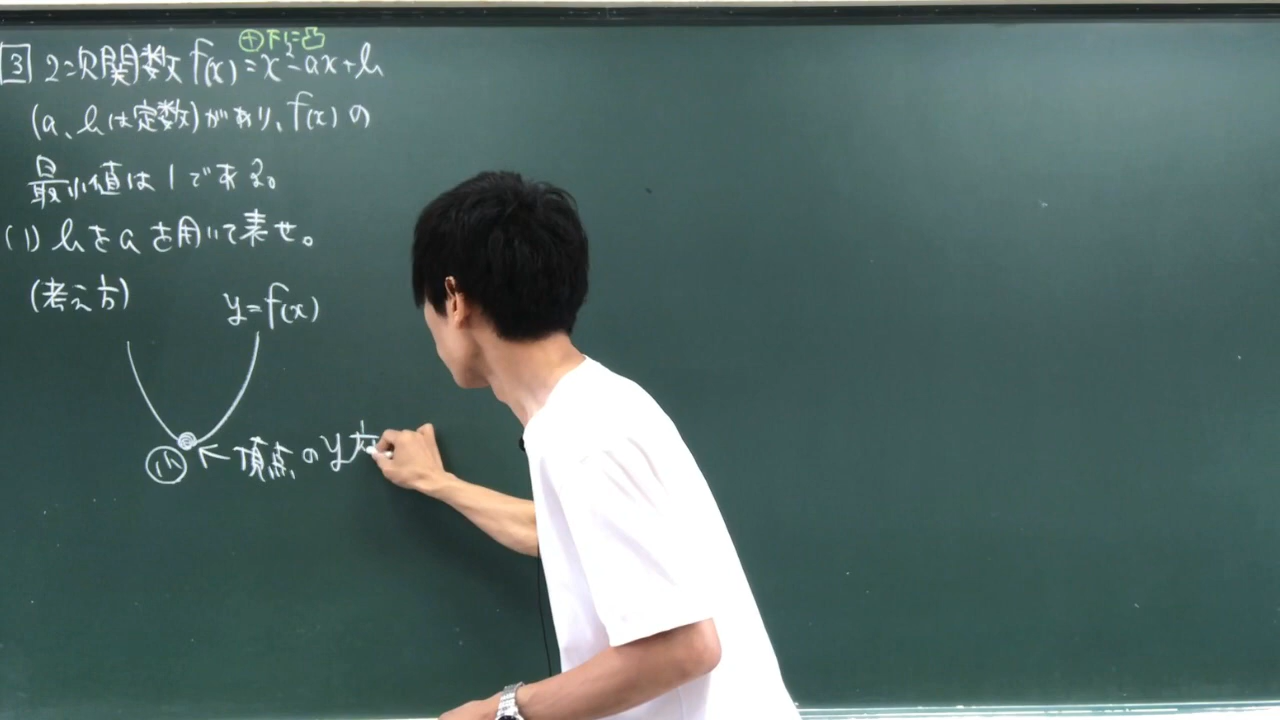 ⊕下に凸
3 2次関数 f(x)=x²-ax+b
(a、bは定数)があり、f(x)の
最小値は1である。
(1) bをaを用いて表せ。
(考え方)
y=f(x)
小 ← 頂点のy